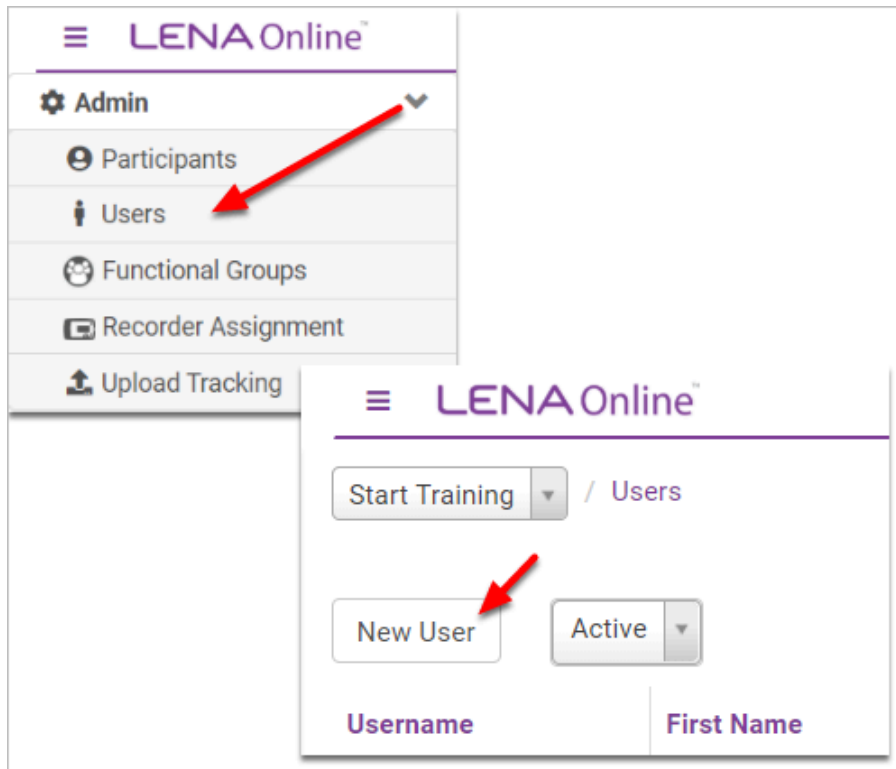 LENA Online™
Admin
Participants
Users
Functional Groups
Recorder Assignment
Upload Tracking
LENA Online™
Start Training / Users
New User Active
Username First Name